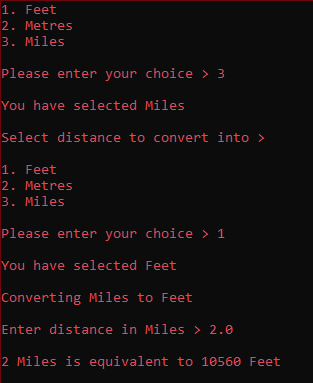 1. Feet
2. Metres
3. Miles
Please enter your choice > 3
You have selected Miles
Select distance to convert into >
1. Feet
2. Metres
3. Miles
Please enter your choice > 1
You have selected Feet
Converting Miles to Feet
Enter distance in Miles > 2.0
2 Miles is equivalent to 10560 Feet